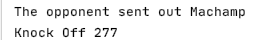 The opponent sent out Machamp
Knock Off 277